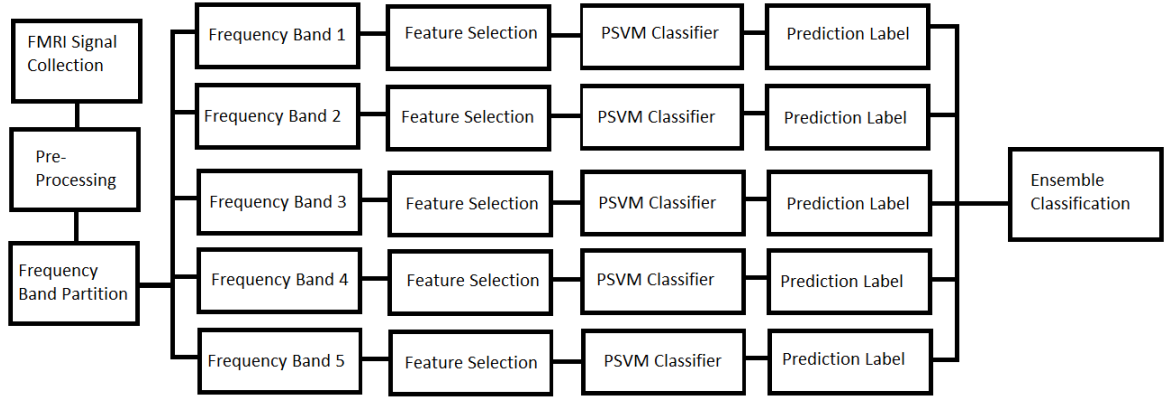 FMRI Signal
Collection
Pre-
Processing
Frequency
Band Partition
Frequency Band 1
Feature Selection
PSVM Classifier
Prediction Label
Frequency Band 2
Feature Selection
PSVM Classifier
Prediction Label
Frequency Band 3
Feature Selection
PSVM Classifier
Prediction Label
Frequency Band 4
Feature Selection
PSVM Classifier
Prediction Label
Frequency Band 5
Feature Selection
PSVM Classifier
Prediction Label
Ensemble
Classification